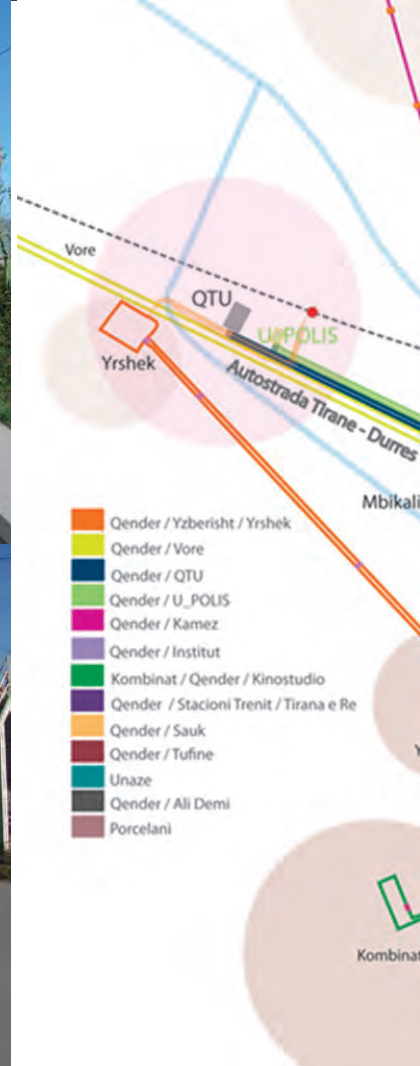 Vore
QTU
U_POLIS
Yrshek
Autostrada Tirane - Durres
Mbikali
Qender / Yzberisht / Yrshek
Qender / Vore
Qender / QTU
Qender / U_POLIS
Qender / Kamez
Qender / Institut
Kombinat / Qender / Kinostudio
Qender / Stacioni Trenit / Tirana e Re
Qender / Sauk
Qender / Tufine
Unaze
Qender / Ali Demi
Porcelani
Y
Kombinat